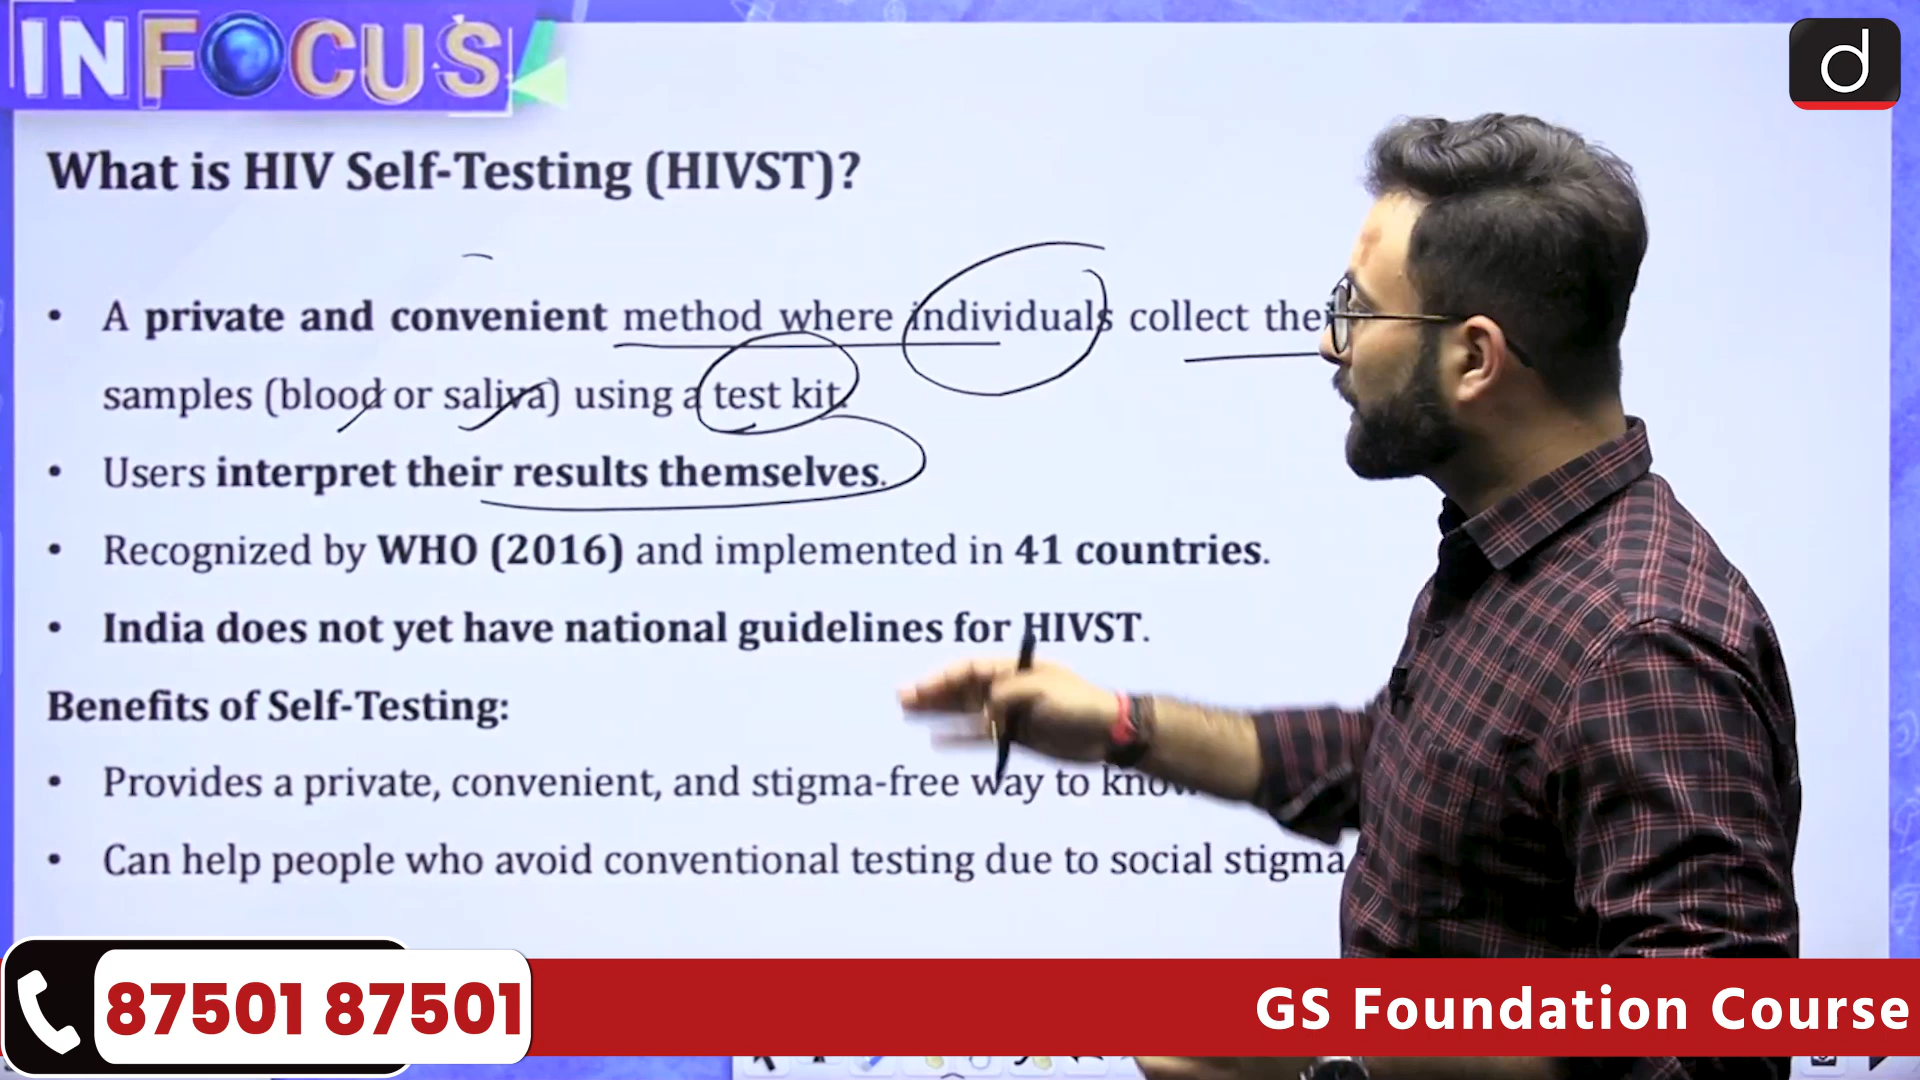 INFOCUS
d
What is HIV Self-Testing (HIVST)?
• A private and convenient method where individuals collect thei
samples (blood or saliva) using a test kit.
• Users interpret their results themselves.
• Recognized by WHO (2016) and implemented in 41 countries.
• India does not yet have national guidelines for HIVST.
Benefits of Self-Testing:
• Provides a private, convenient, and stigma-free way to know
• Can help people who avoid conventional testing due to social stigma
87501 87501
GS Foundation Course